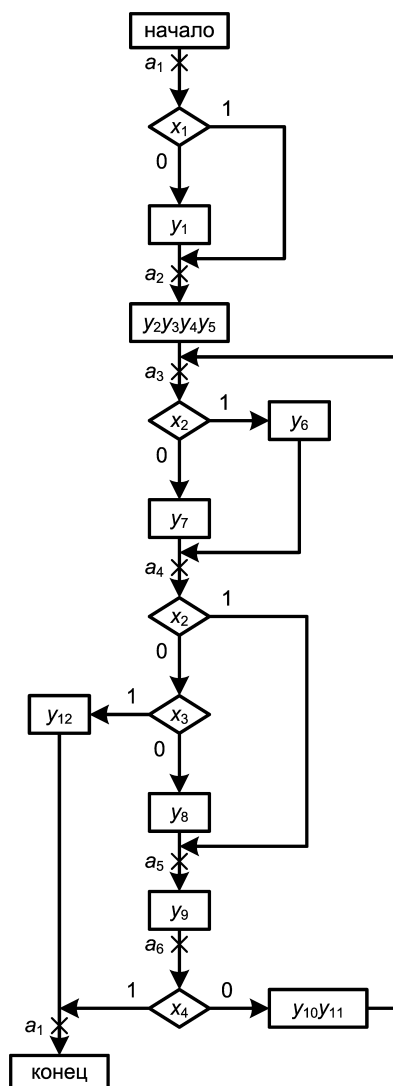 начало
a₁
x₁ 1
0
y₁
a₂
y₂y₃y₄y₅
a₃
x₂ 1 y₆
0
y₇
a₄
x₂ 1
0
y₁₂ 1 x₃
0
y₈
a₅
y₉
a₆
1 x₄ 0 y₁₀y₁₁
a₁
конец